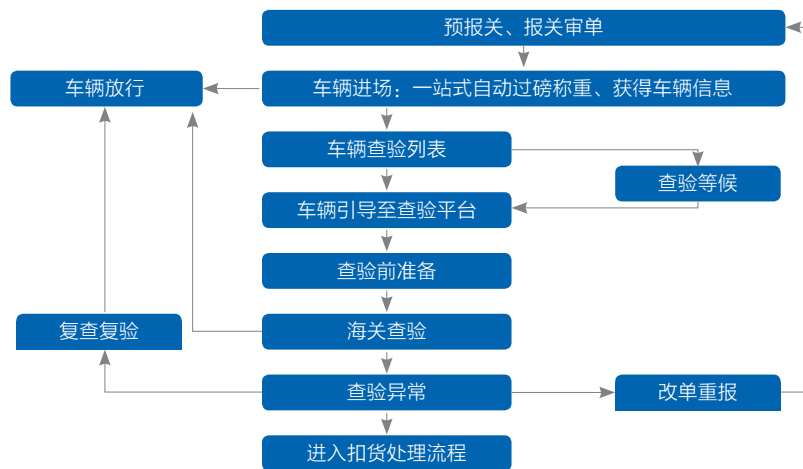 预报关、报关审单
车辆放行
车辆进场：一站式自动过磅称重、获得车辆信息
车辆查验列表
查验等候
车辆引导至查验平台
查验前准备
复查复验
海关查验
查验异常
改单重报
进入扣货处理流程